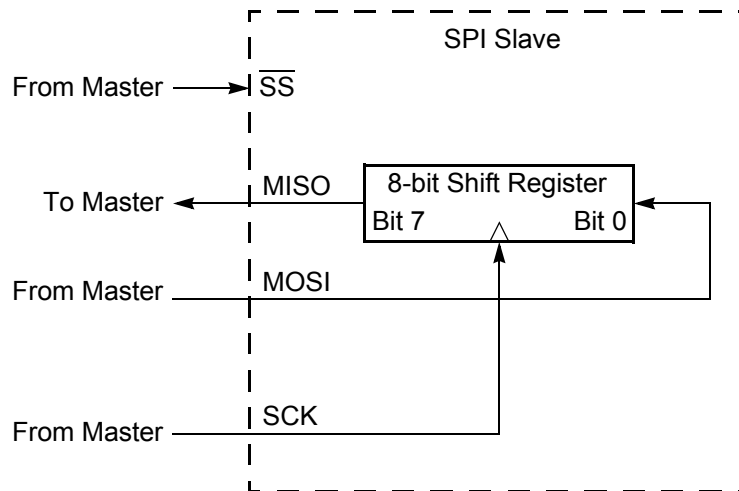 SPI Slave
From Master
S̅S̅
To Master
MISO
8-bit Shift Register
Bit 7
Bit 0
From Master
MOSI
From Master
SCK